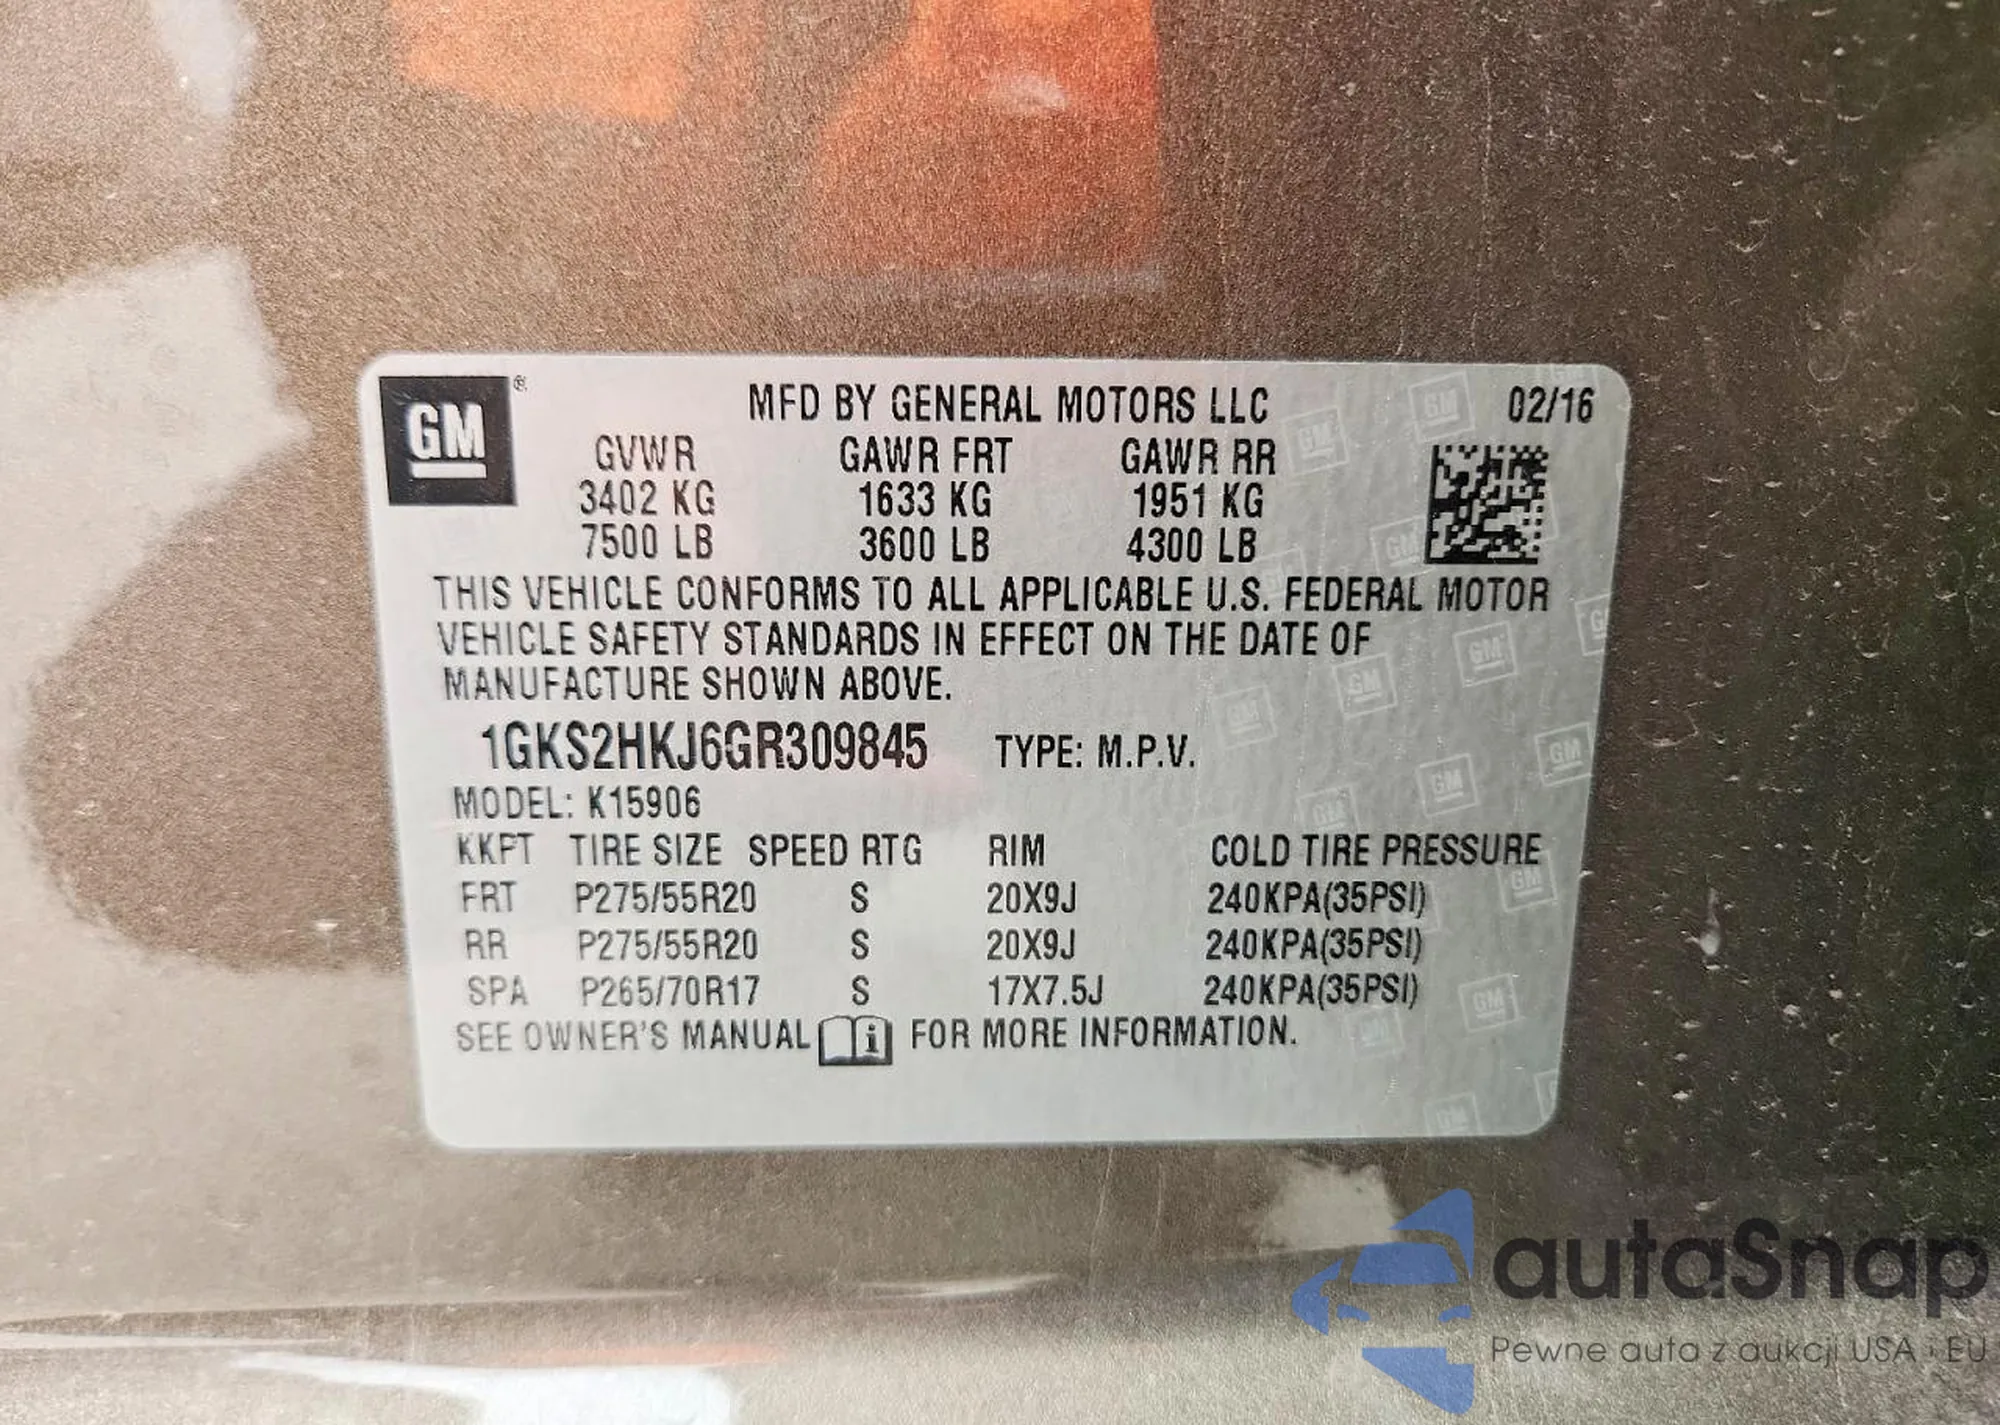 GM ®
MFD BY GENERAL MOTORS LLC 02/16
GVWR GAWR FRT GAWR RR
3402 KG 1633 KG 1951 KG
7500 LB 3600 LB 4300 LB
THIS VEHICLE CONFORMS TO ALL APPLICABLE U.S. FEDERAL MOTOR
VEHICLE SAFETY STANDARDS IN EFFECT ON THE DATE OF
MANUFACTURE SHOWN ABOVE.
1GKS2HKJ6GR309845 TYPE: M.P.V.
MODEL: K15906
KKPT TIRE SIZE SPEED RTG RIM COLD TIRE PRESSURE
FRT P275/55R20 S 20X9J 240KPA(35PSI)
RR P275/55R20 S 20X9J 240KPA(35PSI)
SPA P265/70R17 S 17X7.5J 240KPA(35PSI)
SEE OWNER'S MANUAL i FOR MORE INFORMATION.
autaSnap
Pewne auta z aukcji USA i EU